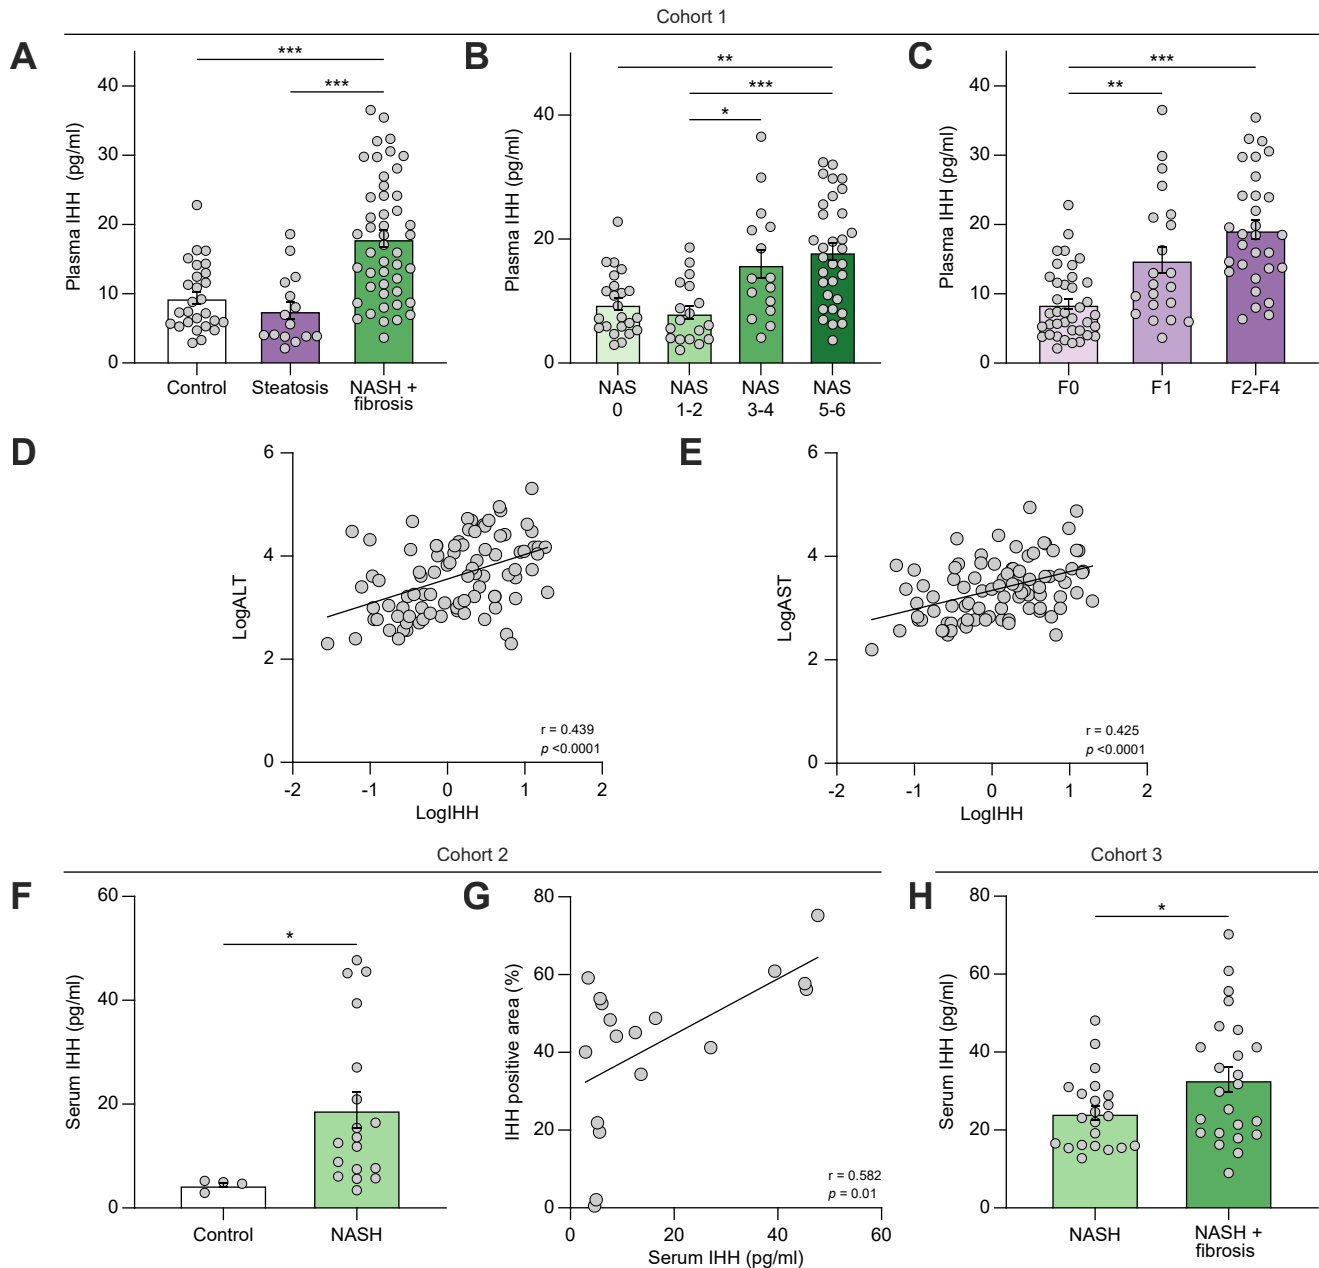 Cohort 1
A
Plasma IHH (pg/ml)
40
30
20
10
0
***
***
Control
Steatosis
NASH +
fibrosis
B
Plasma IHH (pg/ml)
40
20
0
**
***
*
NAS
0
NAS
1-2
NAS
3-4
NAS
5-6
C
Plasma IHH (pg/ml)
40
30
20
10
0
***
**
F0
F1
F2-F4
D
LogALT
6
4
2
0
r = 0.439
p <0.0001
-2
-1
0
1
2
LogIHH
E
LogAST
6
4
2
0
r = 0.425
p <0.0001
-2
-1
0
1
2
LogIHH
Cohort 2
F
Serum IHH (pg/ml)
60
40
20
0
*
Control
NASH
G
IHH positive area (%)
80
60
40
20
0
r = 0.582
p = 0.01
0
20
40
60
Serum IHH (pg/ml)
Cohort 3
H
Serum IHH (pg/ml)
80
60
40
20
0
*
NASH
NASH +
fibrosis